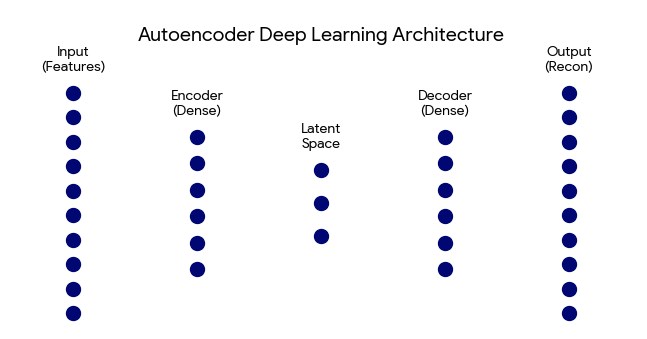 Autoencoder Deep Learning Architecture
Input
(Features)
Encoder
(Dense)
Latent
Space
Decoder
(Dense)
Output
(Recon)